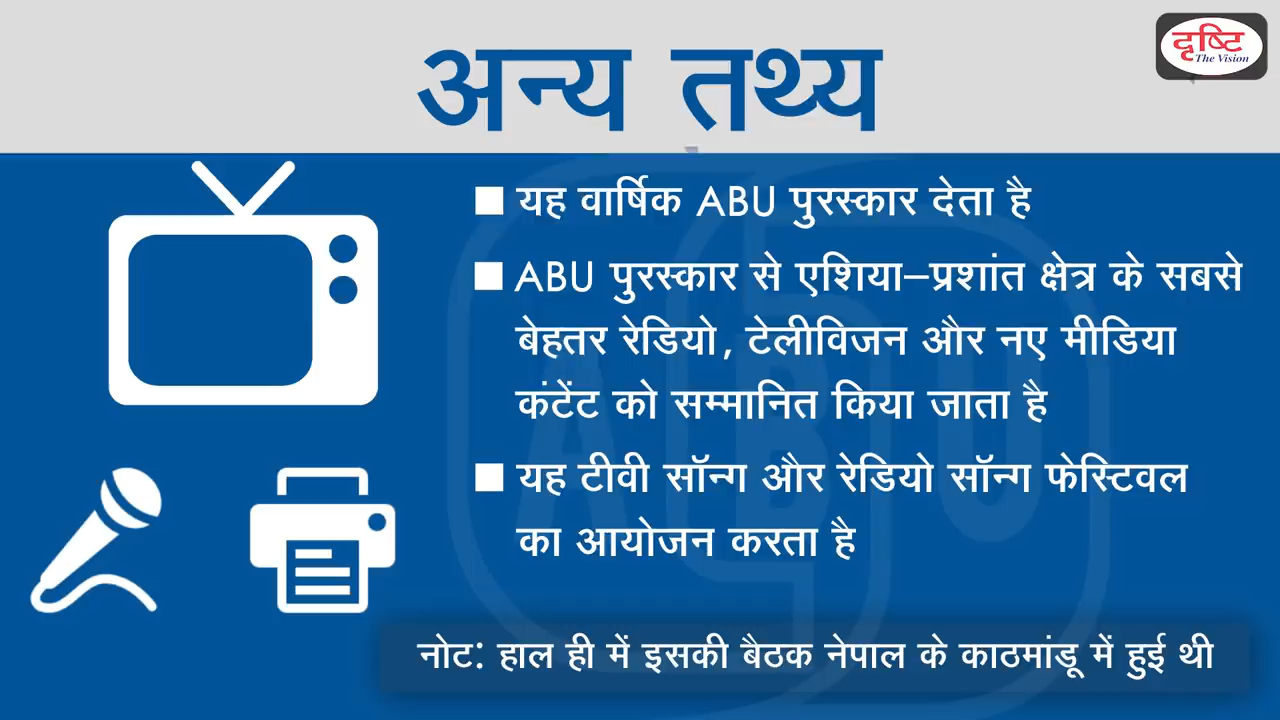 अन्य तथ्य
दृष्टि
The Vision
■ यह वार्षिक ABU पुरस्कार देता है
■ ABU पुरस्कार से एशिया–प्रशांत क्षेत्र के सबसे
बेहतर रेडियो, टेलीविजन और नए मीडिया
कंटेंट को सम्मानित किया जाता है
■ यह टीवी सॉन्ग और रेडियो सॉन्ग फेस्टिवल
का आयोजन करता है
नोट: हाल ही में इसकी बैठक नेपाल के काठमांडू में हुई थी
ABU